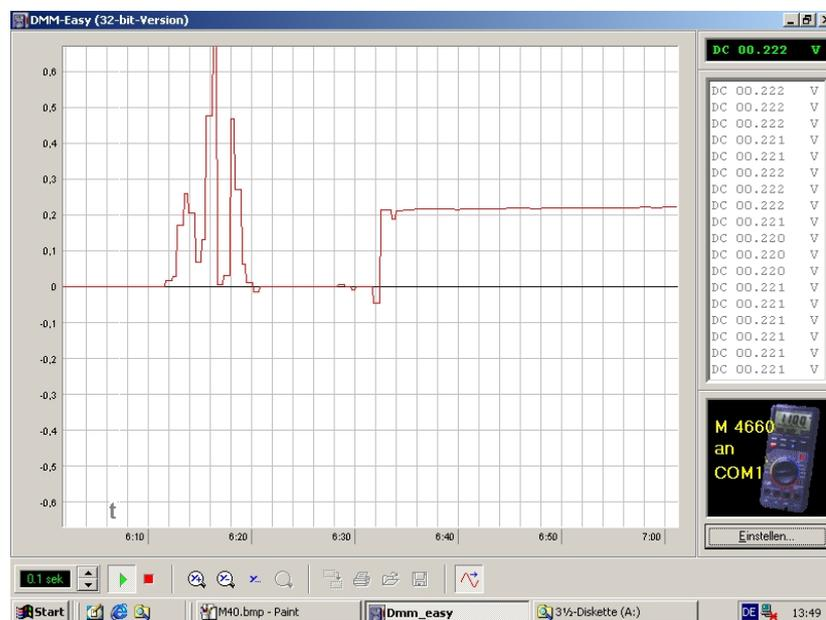 DMM-Easy (32-bit-Version)
DC 00.222 V
0,6
0,5
0,4
0,3
0,2
0,1
0
-0,1
-0,2
-0,3
-0,4
-0,5
-0,6
t
6:10 6:20 6:30 6:40 6:50 7:00
DC 00.222 V
DC 00.222 V
DC 00.222 V
DC 00.221 V
DC 00.221 V
DC 00.222 V
DC 00.222 V
DC 00.222 V
DC 00.221 V
DC 00.220 V
DC 00.220 V
DC 00.220 V
DC 00.221 V
DC 00.221 V
DC 00.221 V
DC 00.221 V
DC 00.221 V
DC 00.221 V
1100
M 4660
an
COM1
Einstellen...
0.1 sek
Start
M40.bmp - Paint
Dmm_easy
3½-Diskette (A:)
DE
13:49